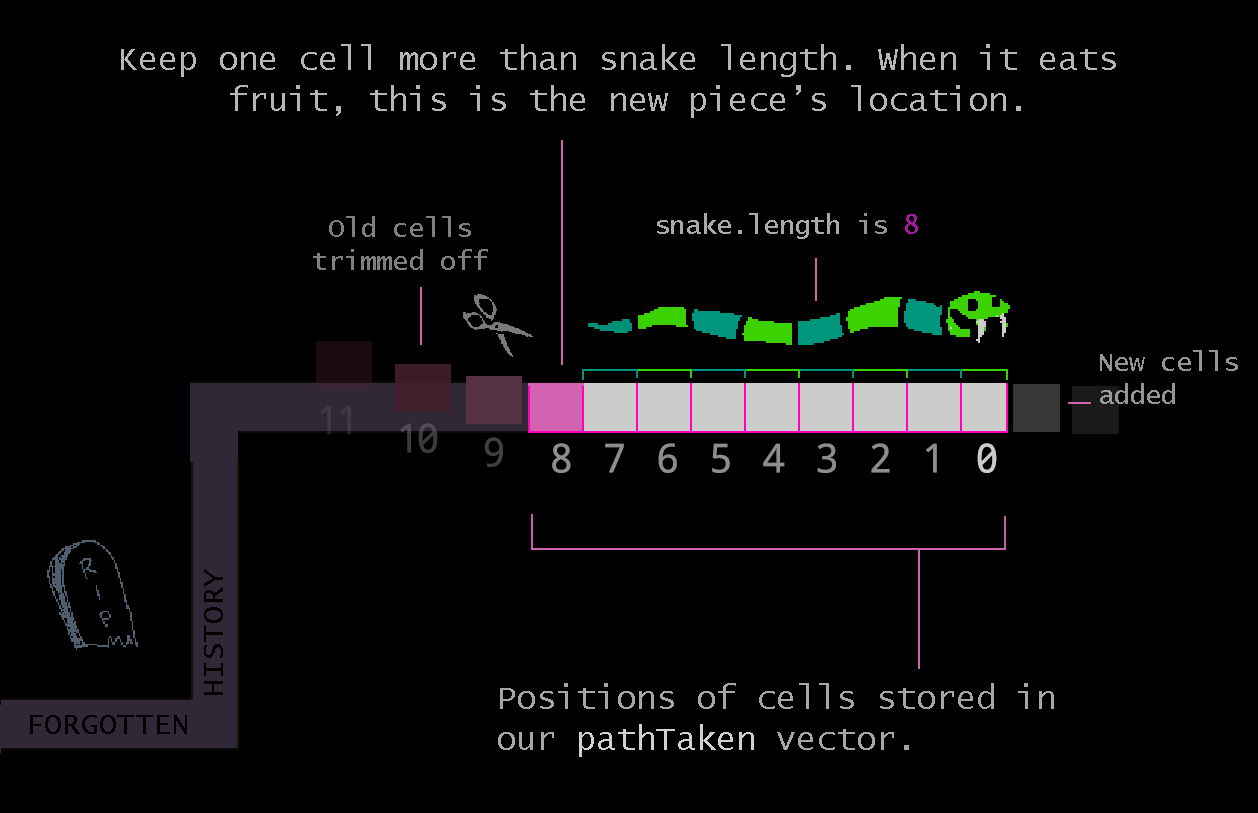 Keep one cell more than snake length. When it eats
fruit, this is the new piece’s location.
Old cells
trimmed off
snake.length is 8
New cells
added
11 10 9 8 7 6 5 4 3 2 1 0
RIP
HISTORY
FORGOTTEN
Positions of cells stored in
our pathTaken vector.